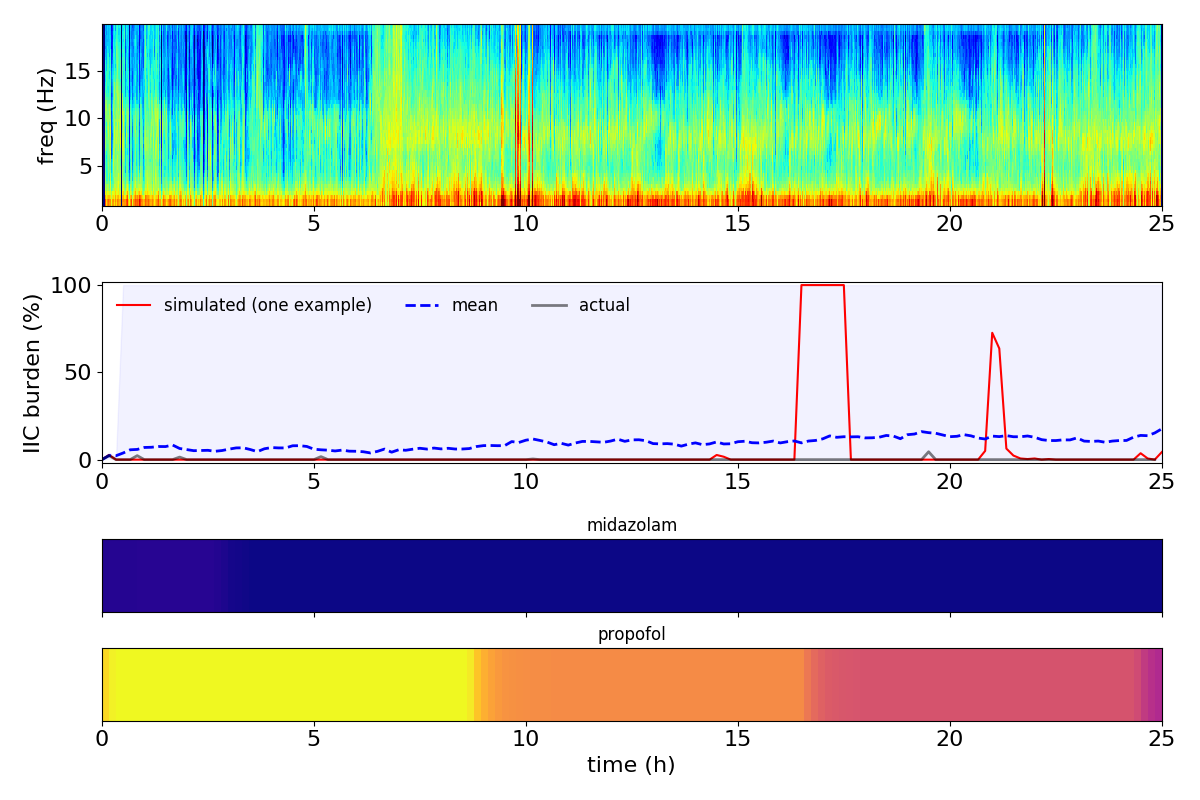 freq (Hz)
15
10
5
0 5 10 15 20 25
IIC burden (%)
100
50
0
simulated (one example) mean actual
0 5 10 15 20 25
midazolam
propofol
0 5 10 15 20 25
time (h)